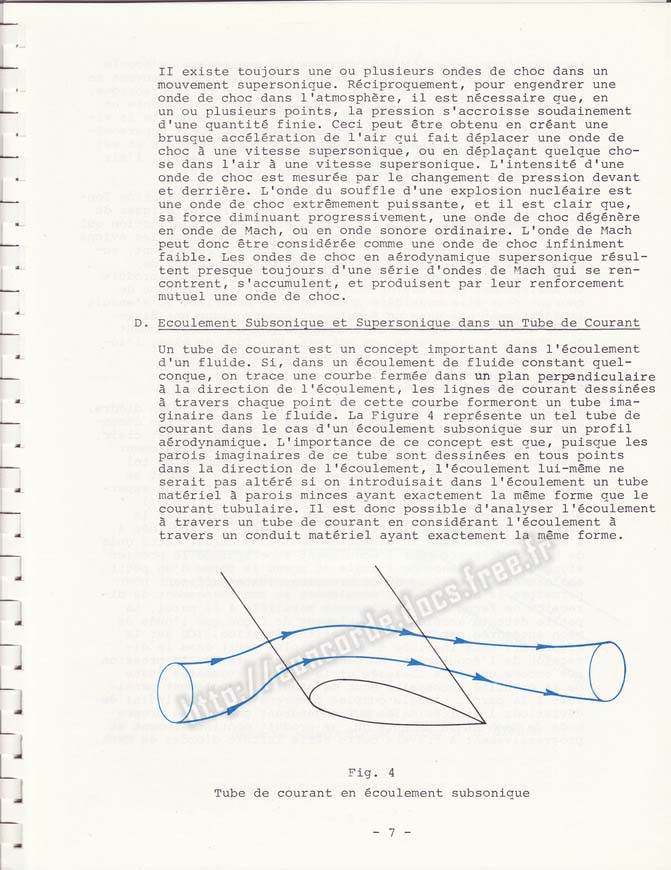 II existe toujours une ou plusieurs ondes de choc dans un
mouvement supersonique. Réciproquement, pour engendrer une
onde de choc dans l'atmosphère, il est nécessaire que, en
un ou plusieurs points, la pression s'accroisse soudainement
d'une quantité finie. Ceci peut être obtenu en créant une
brusque accélération de l'air qui fait déplacer une onde de
choc à une vitesse supersonique, ou en déplaçant quelque cho-
se dans l'air à une vitesse supersonique. L'intensité d'une
onde de choc est mesurée par le changement de pression devant
et derrière. L'onde du souffle d'une explosion nucléaire est
une onde de choc extrêmement puissante, et il est clair que,
sa force diminuant progressivement, une onde de choc dégénère
en onde de Mach, ou en onde sonore ordinaire. L'onde de Mach
peut donc être considérée comme une onde de choc infiniment
faible. Les ondes de choc en aérodynamique supersonique résul-
tent presque toujours d'une série d'ondes de Mach qui se ren-
contrent, s'accumulent, et produisent par leur renforcement
mutuel une onde de choc.
D. Ecoulement Subsonique et Supersonique dans un Tube de Courant
Un tube de courant est un concept important dans l'écoulement
d'un fluide. Si, dans un écoulement de fluide constant quel-
conque, on trace une courbe fermée dans un plan perpendiculaire
à la direction de l'écoulement, les lignes de courant dessinées
à travers chaque point de cette courbe formeront un tube ima-
ginaire dans le fluide. La Figure 4 représente un tel tube de
courant dans le cas d'un écoulement subsonique sur un profil
aérodynamique. L'importance de ce concept est que, puisque les
parois imaginaires de ce tube sont dessinées en tous points
dans la direction de l'écoulement, l'écoulement lui-même ne
serait pas altéré si on introduisait dans l'écoulement un tube
matériel à parois minces ayant exactement la même forme que le
courant tubulaire. Il est donc possible d'analyser l'écoulement
à travers un tube de courant en considérant l'écoulement à
travers un conduit matériel ayant exactement la même forme.
http://concorde.docs.free.fr
Fig. 4
Tube de courant en écoulement subsonique
- 7 -